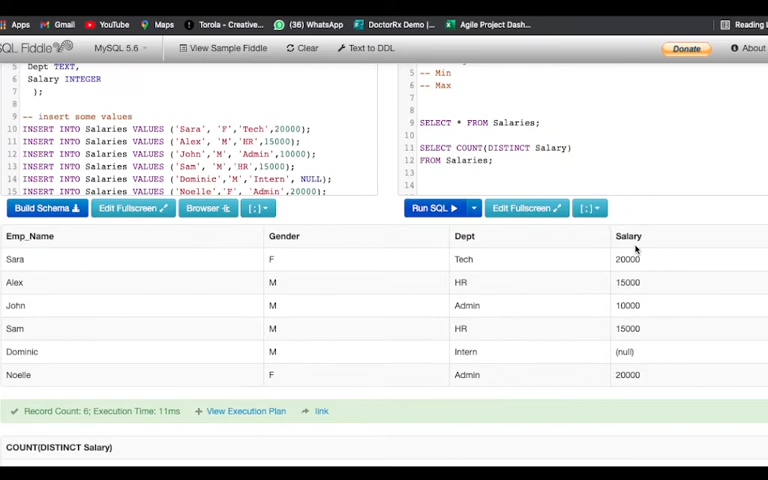 Apps Gmail YouTube Maps Torola - Creative... (36) WhatsApp DoctorRx Demo |... Agile Project Dash... Reading L
SQL Fiddle MySQL 5.6 View Sample Fiddle Clear Text to DDL Donate About
5 Dept TEXT,
6 Salary INTEGER
7 );
8
9 -- insert some values
10 INSERT INTO Salaries VALUES ('Sara', 'F','Tech',20000);
11 INSERT INTO Salaries VALUES ('Alex', 'M','HR',15000);
12 INSERT INTO Salaries VALUES ('John','M', 'Admin',10000);
13 INSERT INTO Salaries VALUES ('Sam', 'M','HR',15000);
14 INSERT INTO Salaries VALUES ('Dominic','M','Intern', NULL);
15 INSERT INTO Salaries VALUES ('Noelle','F', 'Admin',20000);
5 -- Min
6 -- Max
7
8
9 SELECT * FROM Salaries;
10
11 SELECT COUNT(DISTINCT Salary)
12 FROM Salaries;
13
14
Build Schema Edit Fullscreen Browser [ ; ] Run SQL Edit Fullscreen [ ; ]
Emp_Name Gender Dept Salary
Sara F Tech 20000
Alex M HR 15000
John M Admin 10000
Sam M HR 15000
Dominic M Intern (null)
Noelle F Admin 20000
Record Count: 6; Execution Time: 11ms View Execution Plan link
COUNT(DISTINCT Salary)